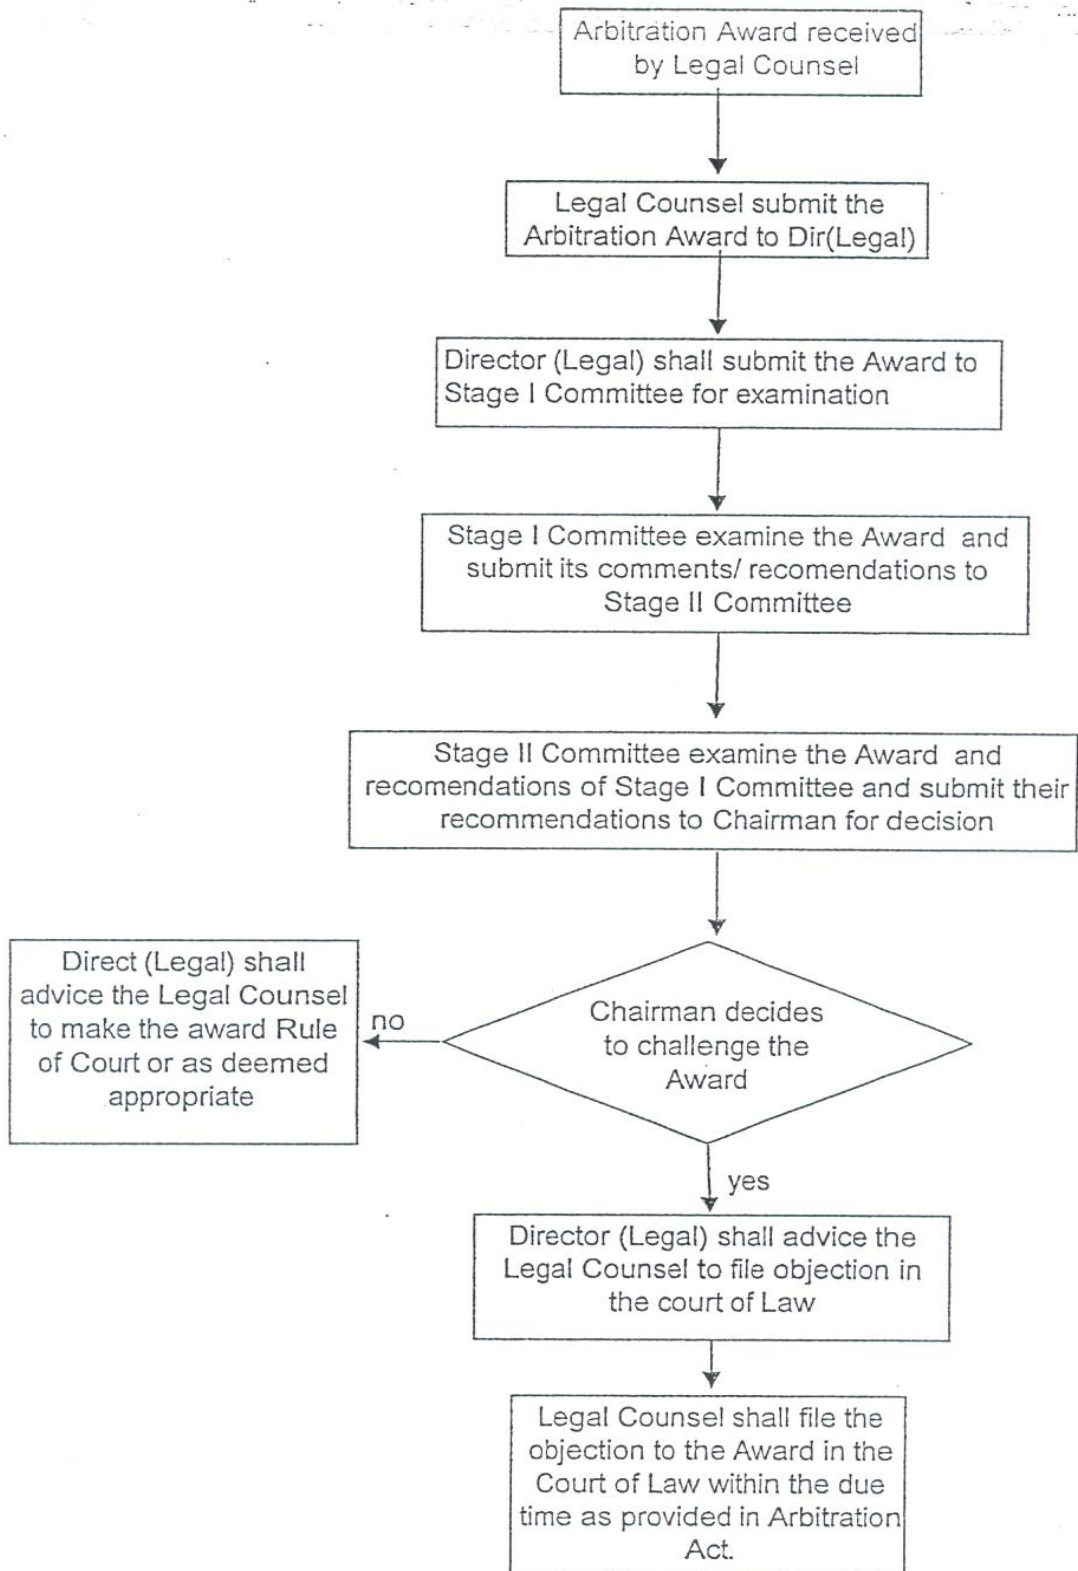 Arbitration Award received
by Legal Counsel
Legal Counsel submit the
Arbitration Award to Dir(Legal)
Director (Legal) shall submit the Award to
Stage I Committee for examination
Stage I Committee examine the Award and
submit its comments/ recomendations to
Stage II Committee
Stage II Committee examine the Award and
recomendations of Stage I Committee and submit their
recommendations to Chairman for decision
Chairman decides
to challenge the
Award
no
Direct (Legal) shall
advice the Legal Counsel
to make the award Rule
of Court or as deemed
appropriate
yes
Director (Legal) shall advice the
Legal Counsel to file objection in
the court of Law
Legal Counsel shall file the
objection to the Award in the
Court of Law within the due
time as provided in Arbitration
Act.